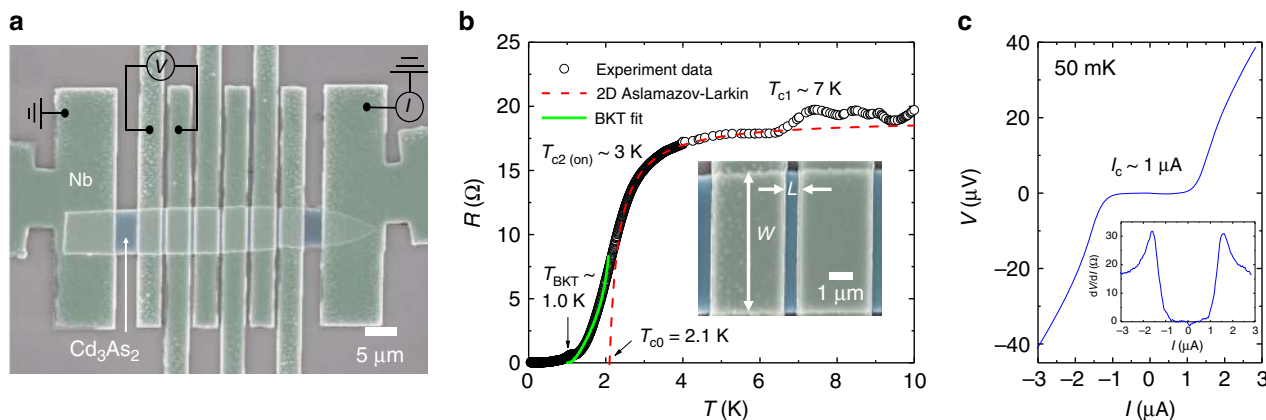 a
V
I
Nb
Cd3As2
5 μm
b
25
20
15
10
5
0
R (Ω)
Experiment data
2D Aslamazov-Larkin
BKT fit
Tc1 ~ 7 K
Tc2 (on) ~ 3 K
L
W
1 μm
TBKT ~
1.0 K
Tc0 = 2.1 K
0 2 4 6 8 10
T (K)
c
40
20
0
−20
−40
V (μV)
50 mK
Ic ~ 1 μA
30
20
10
0
dV/dI (Ω)
−3 −2 −1 0 1 2 3
I (μA)
−3 −2 −1 0 1 2 3
I (μA)